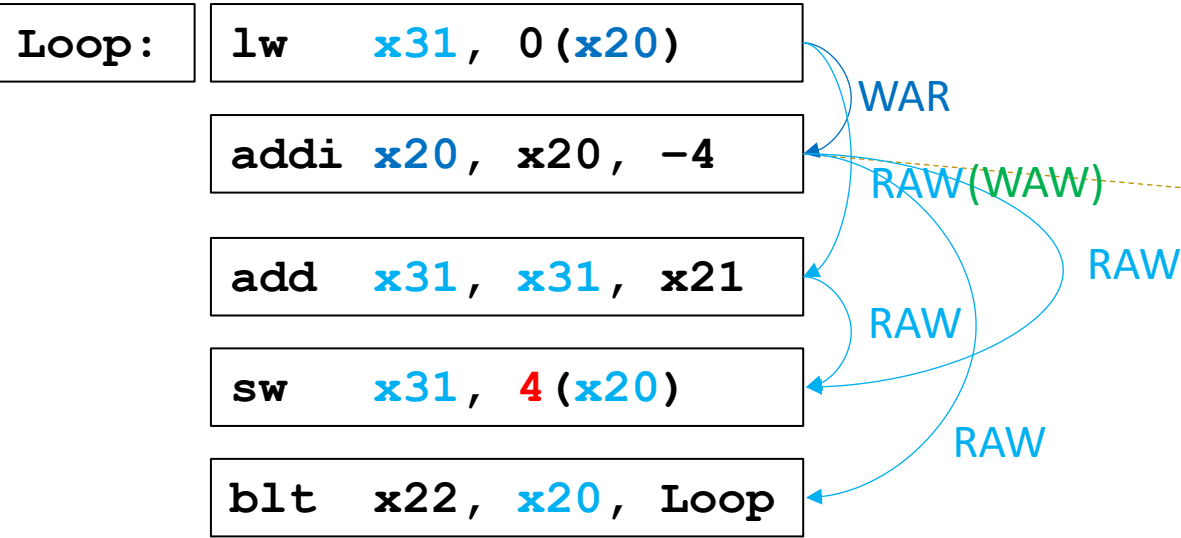 Loop: lw x31, 0(x20)
WAR
addi x20, x20, −4
RAW(WAW)
add x31, x31, x21
RAW
RAW
sw x31, 4(x20)
RAW
blt x22, x20, Loop